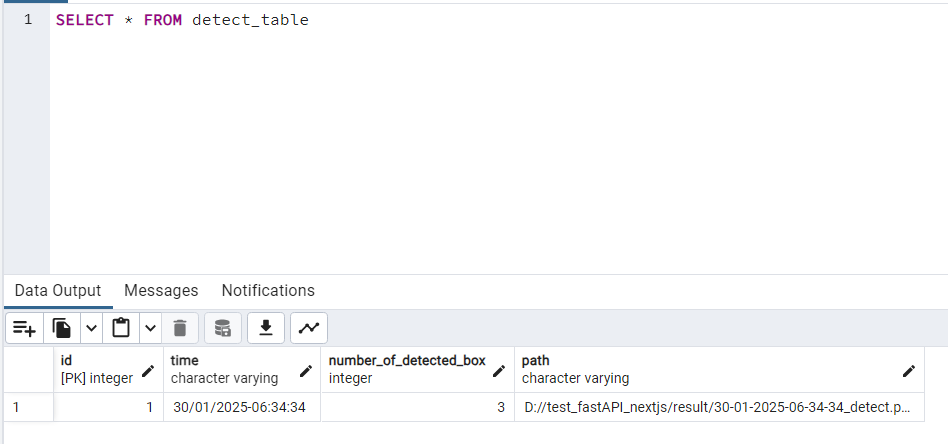 1 SELECT * FROM detect_table
Data Output Messages Notifications
id time number_of_detected_box path
[PK] integer character varying integer character varying
1 1 30/01/2025-06:34:34 3 D://test_fastAPI_nextjs/result/30-01-2025-06-34-34_detect.p...